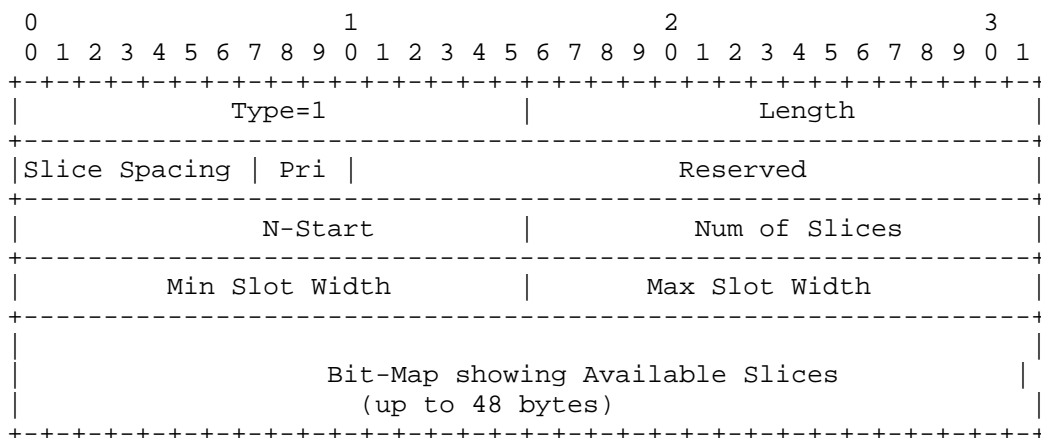 0                   1                   2                   3
 0 1 2 3 4 5 6 7 8 9 0 1 2 3 4 5 6 7 8 9 0 1 2 3 4 5 6 7 8 9 0 1
+-+-+-+-+-+-+-+-+-+-+-+-+-+-+-+-+-+-+-+-+-+-+-+-+-+-+-+-+-+-+-+-+
|            Type=1             |              Length           |
+---------------------------------------------------------------+
|Slice Spacing | Pri |                    Reserved              |
+---------------------------------------------------------------+
|              N-Start          |          Num of Slices        |
+---------------------------------------------------------------+
|         Min Slot Width        |       Max Slot Width          |
+---------------------------------------------------------------+
|                                                               |
|                  Bit-Map showing Available Slices            |
|                    (up to 48 bytes)                           |
+-+-+-+-+-+-+-+-+-+-+-+-+-+-+-+-+-+-+-+-+-+-+-+-+-+-+-+-+-+-+-+-+